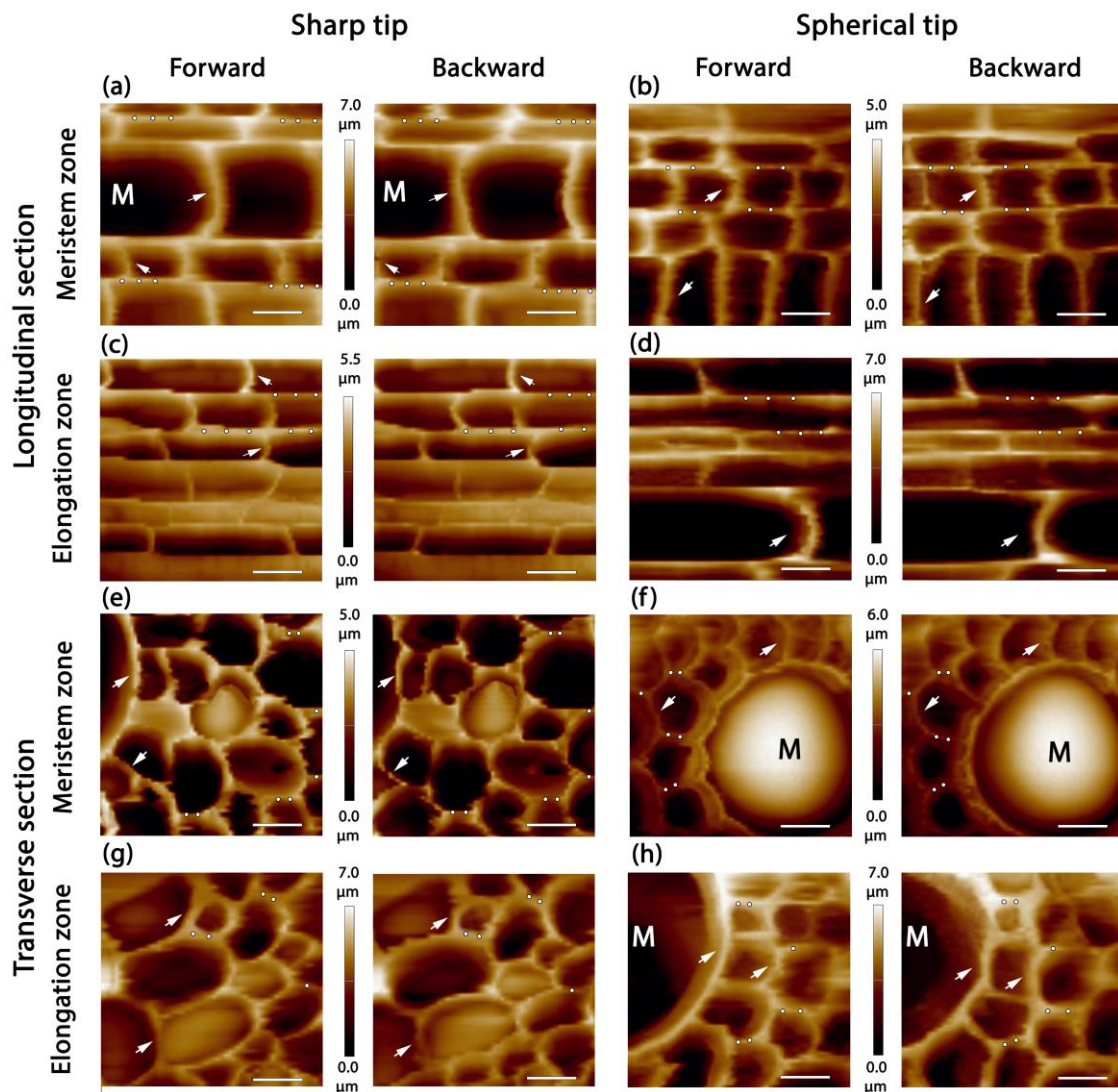 Sharp tip
Spherical tip
Forward
Backward
Forward
Backward
Longitudinal section
Transverse section
Meristem zone
Elongation zone
Meristem zone
Elongation zone
(a)
M
7.0
µm
0.0
µm
(b)
5.0
µm
0.0
µm
(c)
5.5
µm
0.0
µm
(d)
7.0
µm
0.0
µm
(e)
5.0
µm
0.0
µm
(f)
M
6.0
µm
0.0
µm
M
(g)
7.0
µm
0.0
µm
(h)
M
7.0
µm
0.0
µm
M